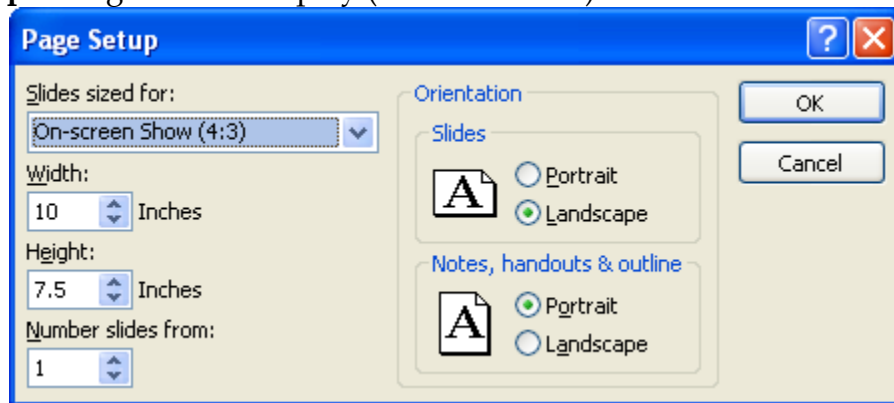 Page Setup
Slides sized for:
On-screen Show (4:3)
Width:
10 Inches
Height:
7.5 Inches
Number slides from:
1
Orientation
Slides
A
Portrait
Landscape
Notes, handouts & outline
A
Portrait
Landscape
OK
Cancel